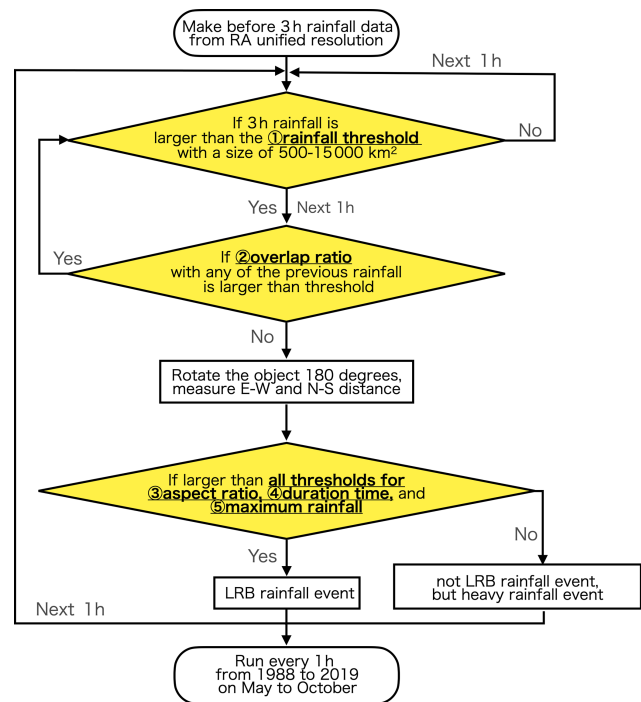 Make before 3h rainfall data
from RA unified resolution
Next 1h
If 3h rainfall is
larger than the ①rainfall threshold
with a size of 500-15000 km²
No
Yes
Next 1h
If ②overlap ratio
with any of the previous rainfall
is larger than threshold
Yes
No
Rotate the object 180 degrees,
measure E-W and N-S distance
If larger than all thresholds for
③aspect ratio, ④duration time, and
⑤maximum rainfall
No
Yes
LRB rainfall event
not LRB rainfall event,
but heavy rainfall event
Next 1h
Run every 1h
from 1988 to 2019
on May to October